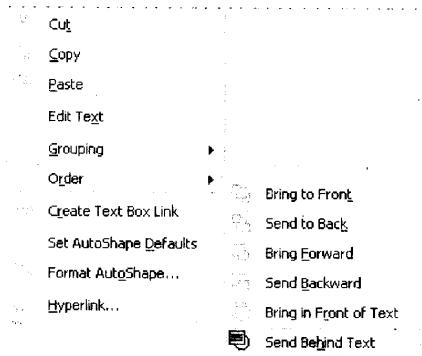 Cut
Copy
Paste
Edit Text
Grouping
Order
Create Text Box Link
Set AutoShape Defaults
Format AutoShape...
Hyperlink...
Bring to Front
Send to Back
Bring Forward
Send Backward
Bring in Front of Text
Send Behind Text